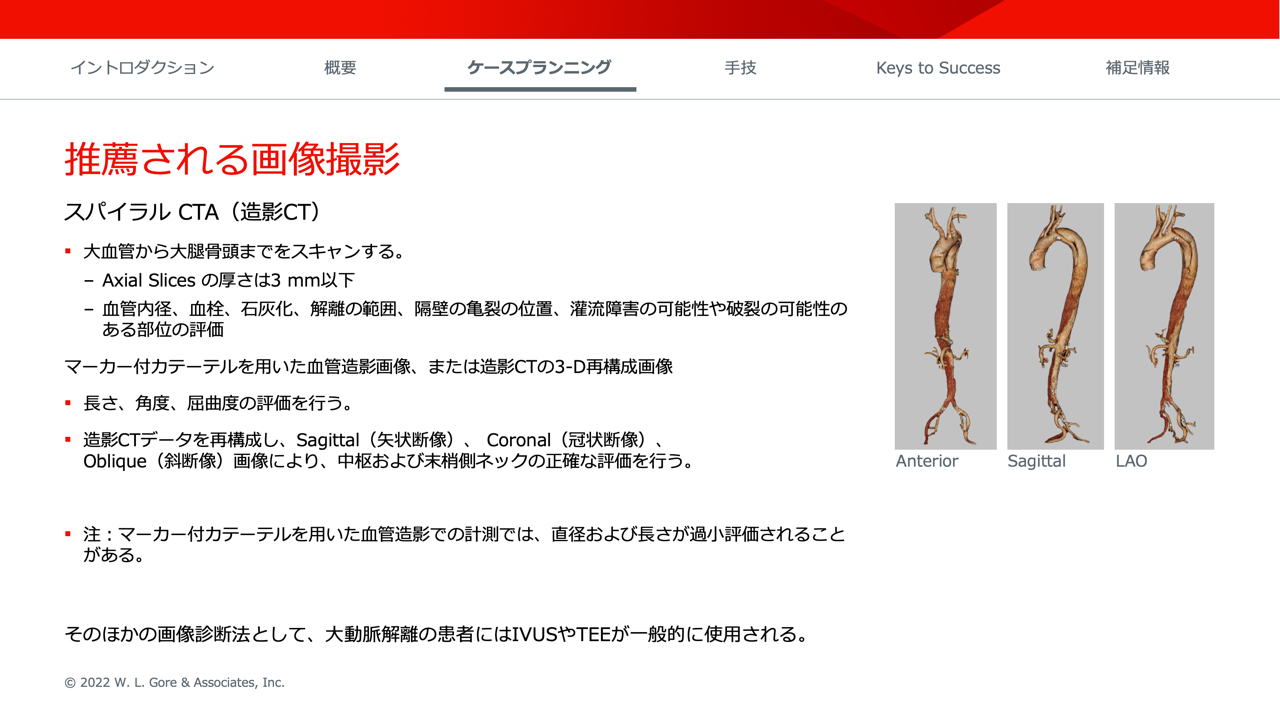 イントロダクション
概要
ケースプランニング
手技
Keys to Success
補足情報
推薦される画像撮影
スパイラル CTA（造影CT）
▪ 大血管から大腿骨頭までをスキャンする。
– Axial Slices の厚さは3 mm以下
– 血管内径、血栓、石灰化、解離の範囲、隔壁の亀裂の位置、灌流障害の可能性や破裂の可能性の
ある部位の評価
マーカー付カテーテルを用いた血管造影画像、または造影CTの3-D再構成画像
▪ 長さ、角度、屈曲度の評価を行う。
▪ 造影CTデータを再構成し、Sagittal（矢状断像）、 Coronal（冠状断像）、
Oblique（斜断像）画像により、中枢および末梢側ネックの正確な評価を行う。
▪ 注：マーカー付カテーテルを用いた血管造影での計測では、直径および長さが過小評価されること
がある。
そのほかの画像診断法として、大動脈解離の患者にはIVUSやTEEが一般的に使用される。
Anterior
Sagittal
LAO
© 2022 W. L. Gore & Associates, Inc.